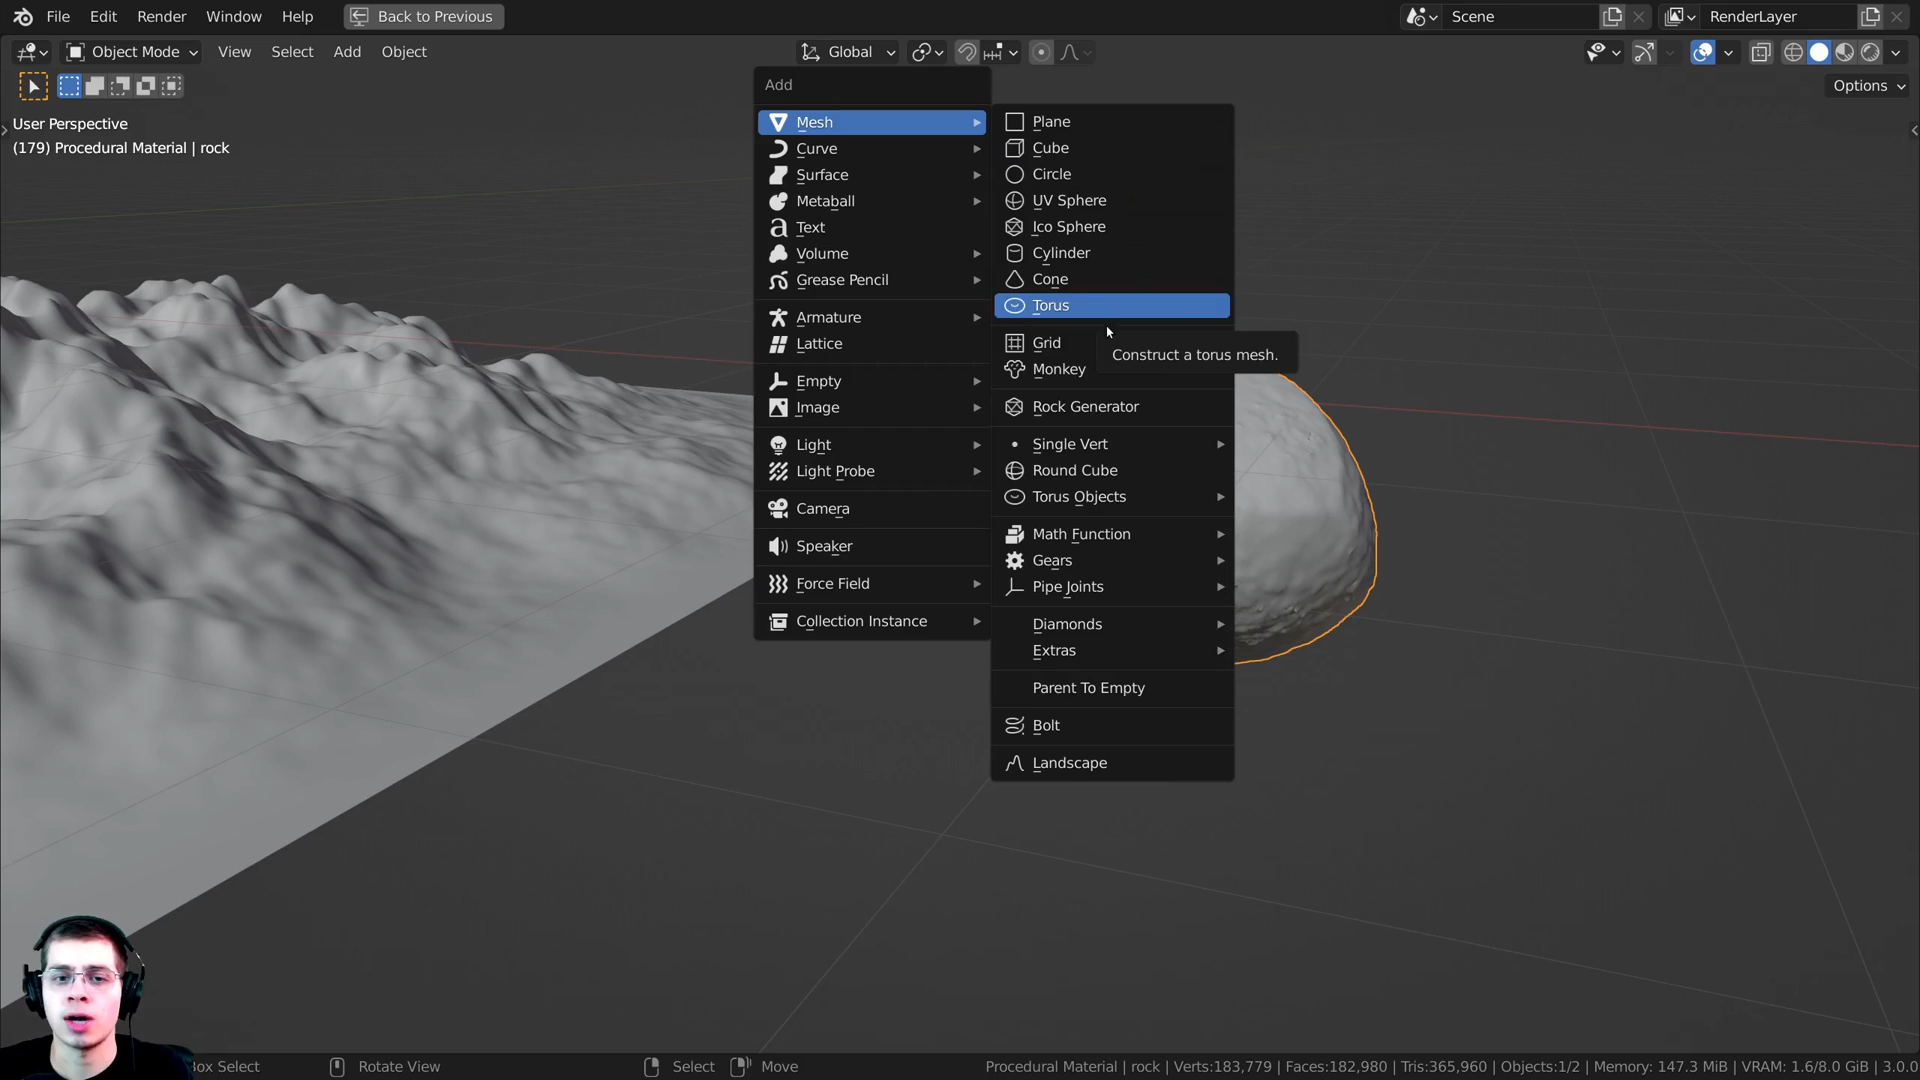 File Edit Render Window Help Back to Previous Scene RenderLayer
Object Mode View Select Add Object Global
Options
User Perspective
(179) Procedural Material | rock
Add
Mesh
Curve
Surface
Metaball
Text
Volume
Grease Pencil
Armature
Lattice
Empty
Image
Light
Light Probe
Camera
Speaker
Force Field
Collection Instance
Plane
Cube
Circle
UV Sphere
Ico Sphere
Cylinder
Cone
Torus
Grid
Monkey
Construct a torus mesh.
Rock Generator
Single Vert
Round Cube
Torus Objects
Math Function
Gears
Pipe Joints
Diamonds
Extras
Parent To Empty
Bolt
Landscape
Select Rotate View Select Move Procedural Material | rock | Verts:183,779 | Faces:182,980 | Tris:365,960 | Objects:1/2 | Memory: 147.3 MiB | VRAM: 1.6/8.0 GiB | 3.0.0